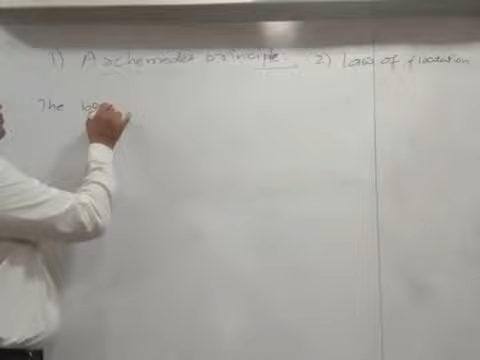 1) Archemedes principle. 2) law of floatation
The